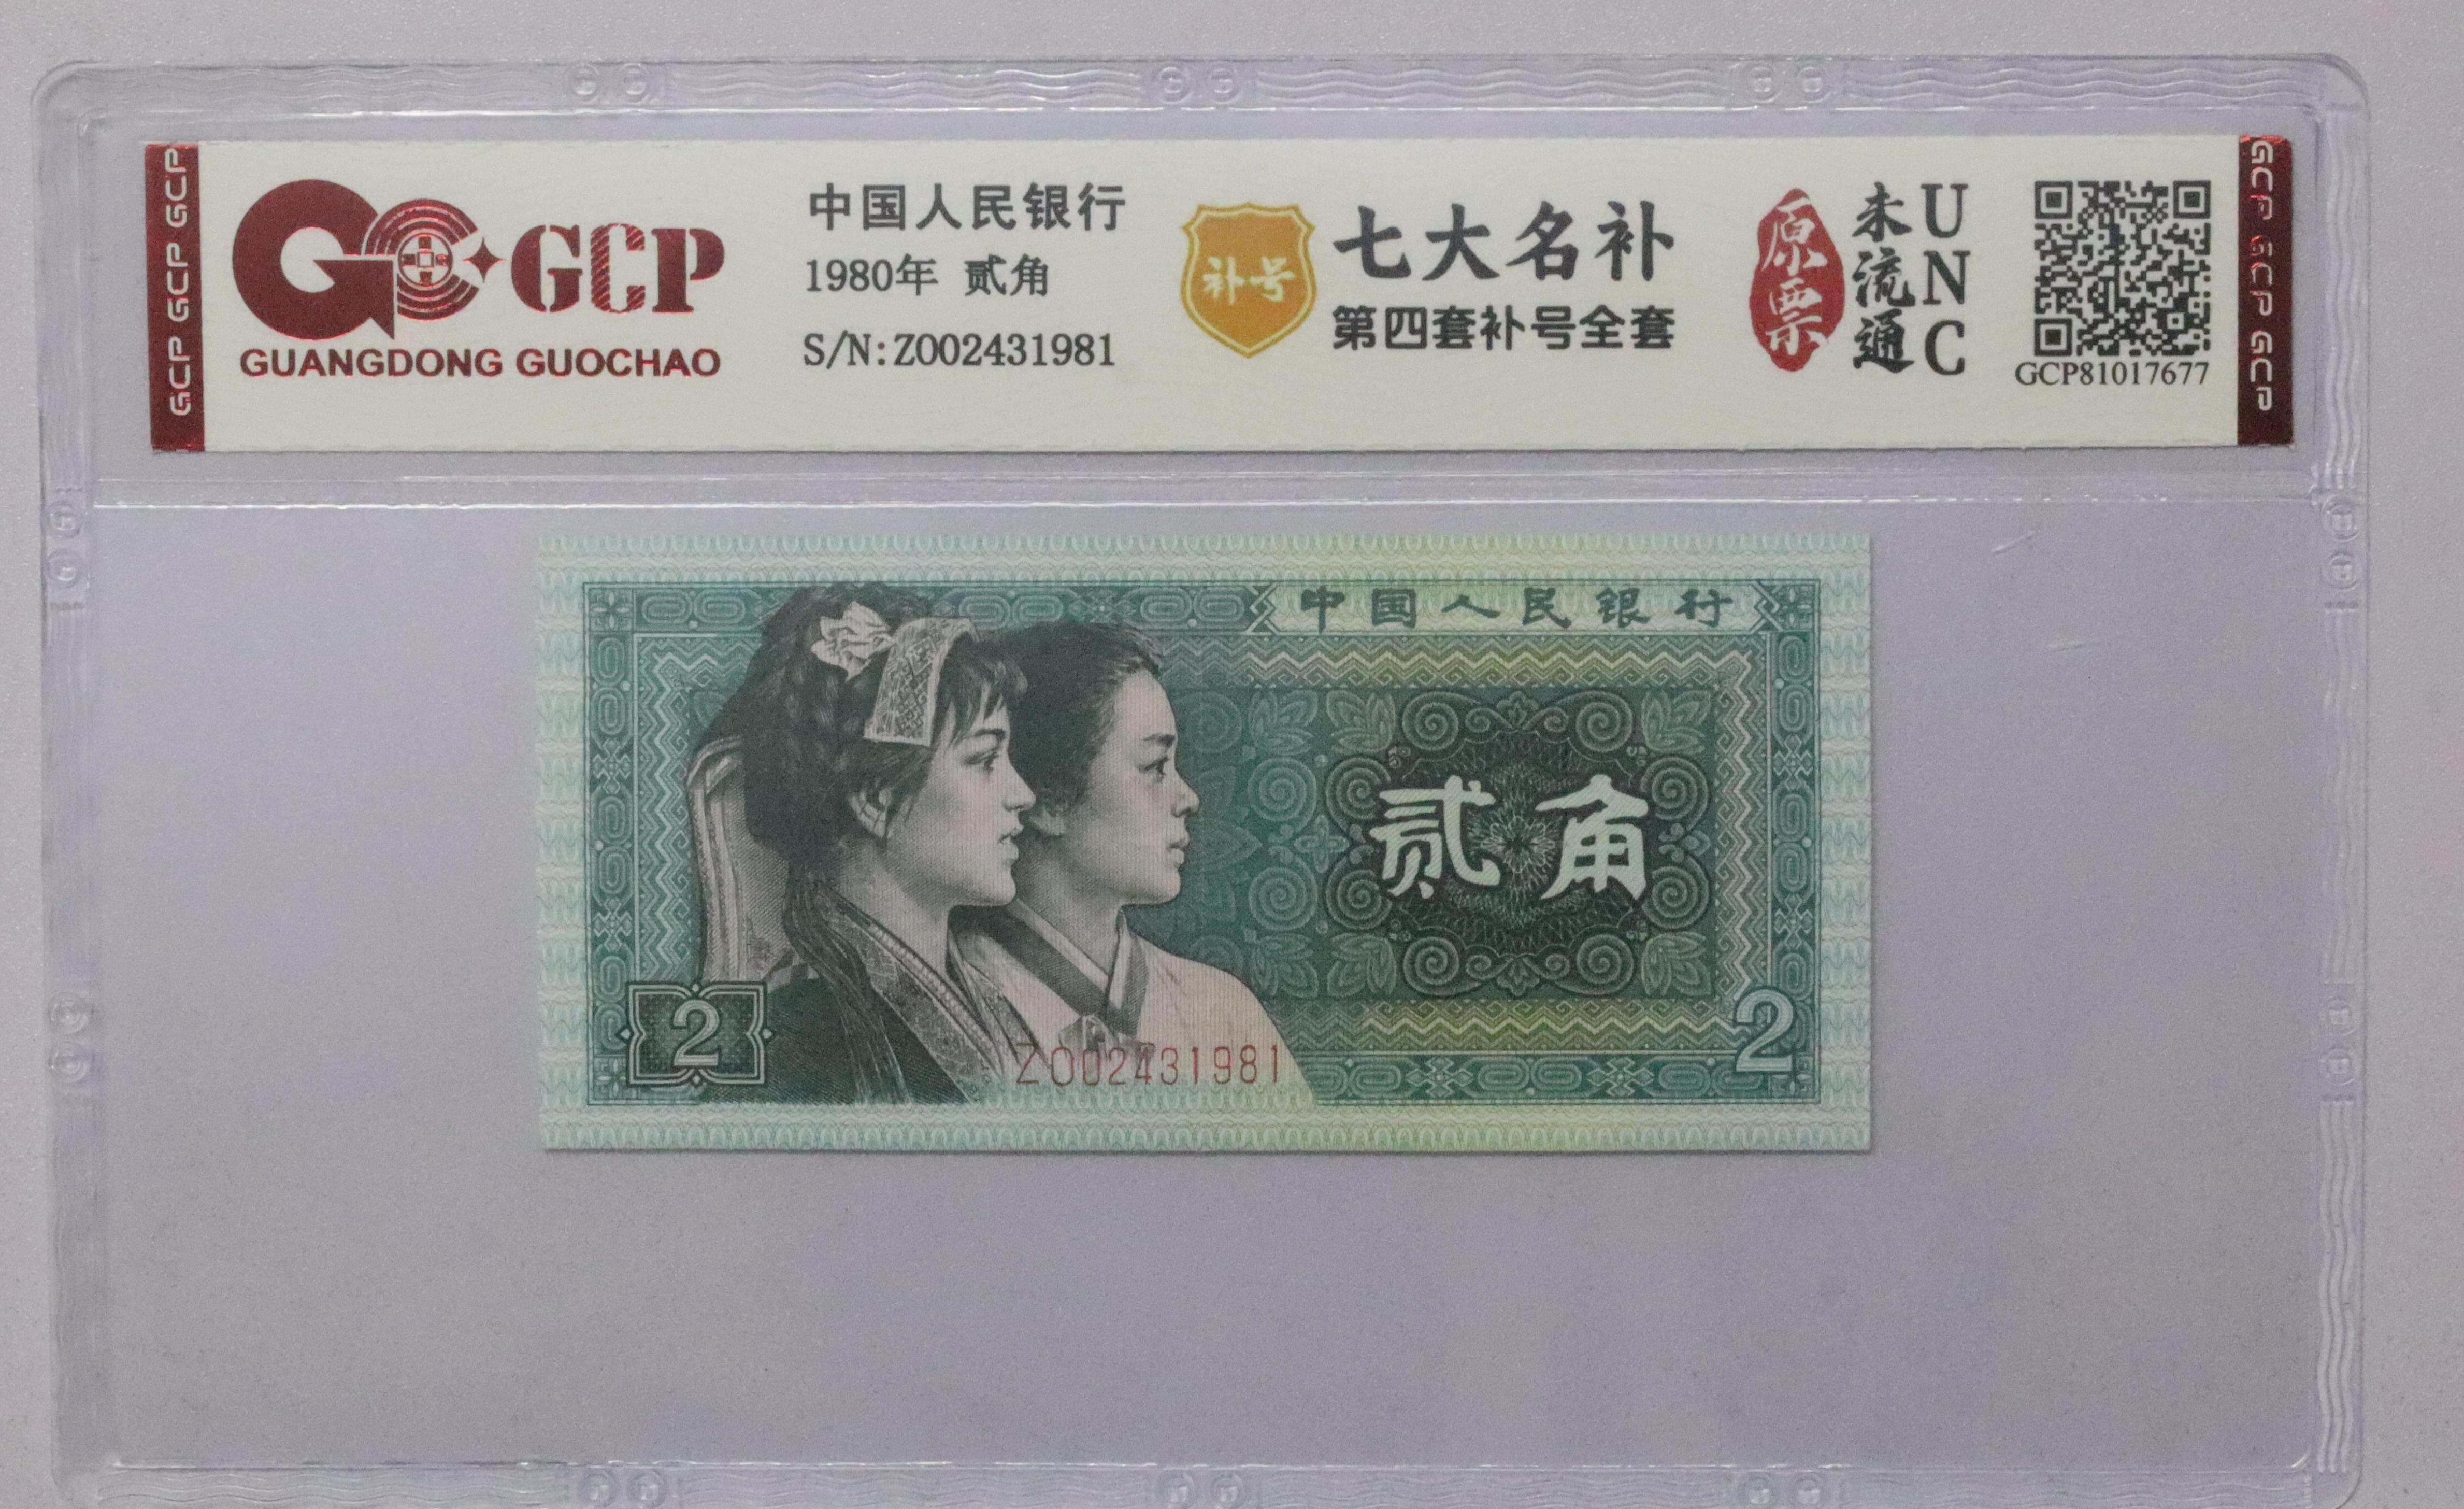 GCP GCP GCP
GCP
GUANGDONG GUOCHAO
中国人民银行
1980年 贰角
S/N:ZO02431981
补号
七大名补
第四套补号全套
原票
未流通
UNC
GCP81017677
GCP GCP GCP
中国人民银行
贰角
2
ZO02431981
2